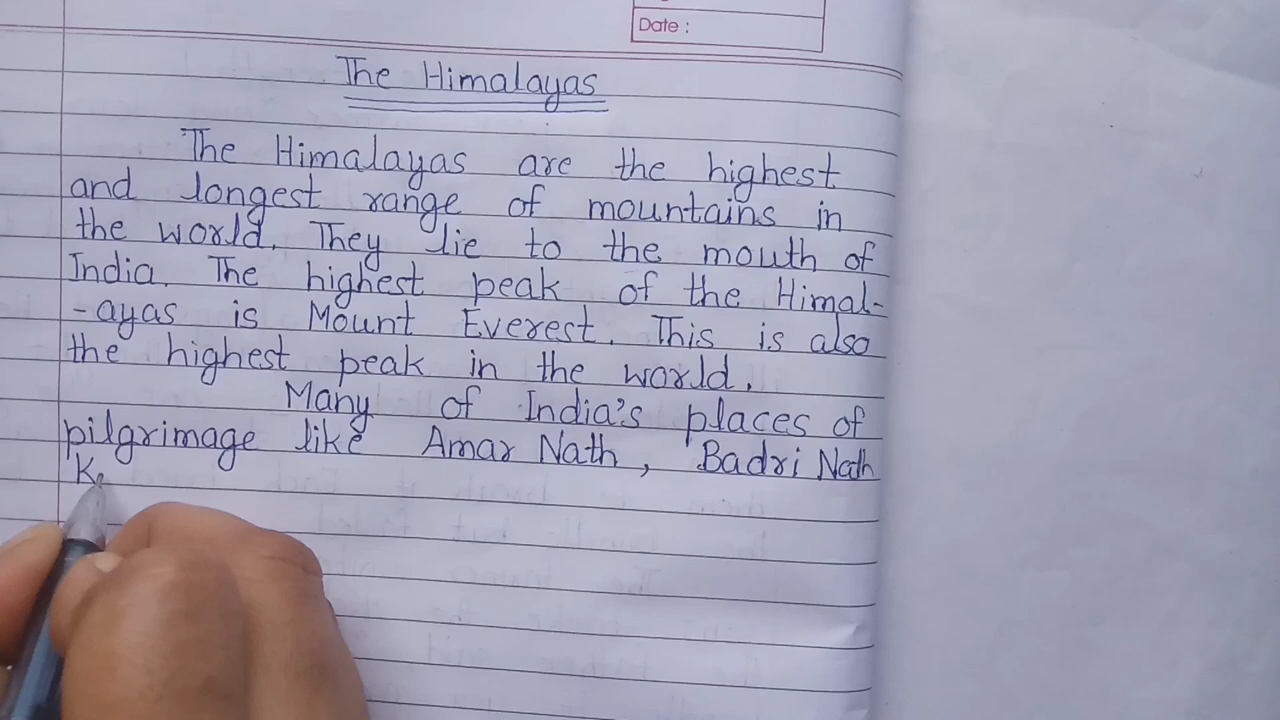 Date :
The Himalayas
The Himalayas are the highest
and longest range of mountains in
the world. They lie to the mouth of
India. The highest peak of the Himal-
-ayas is Mount Everest. This is also
the highest peak in the world.
Many of India's places of
pilgrimage like Amar Nath, Badri Nath